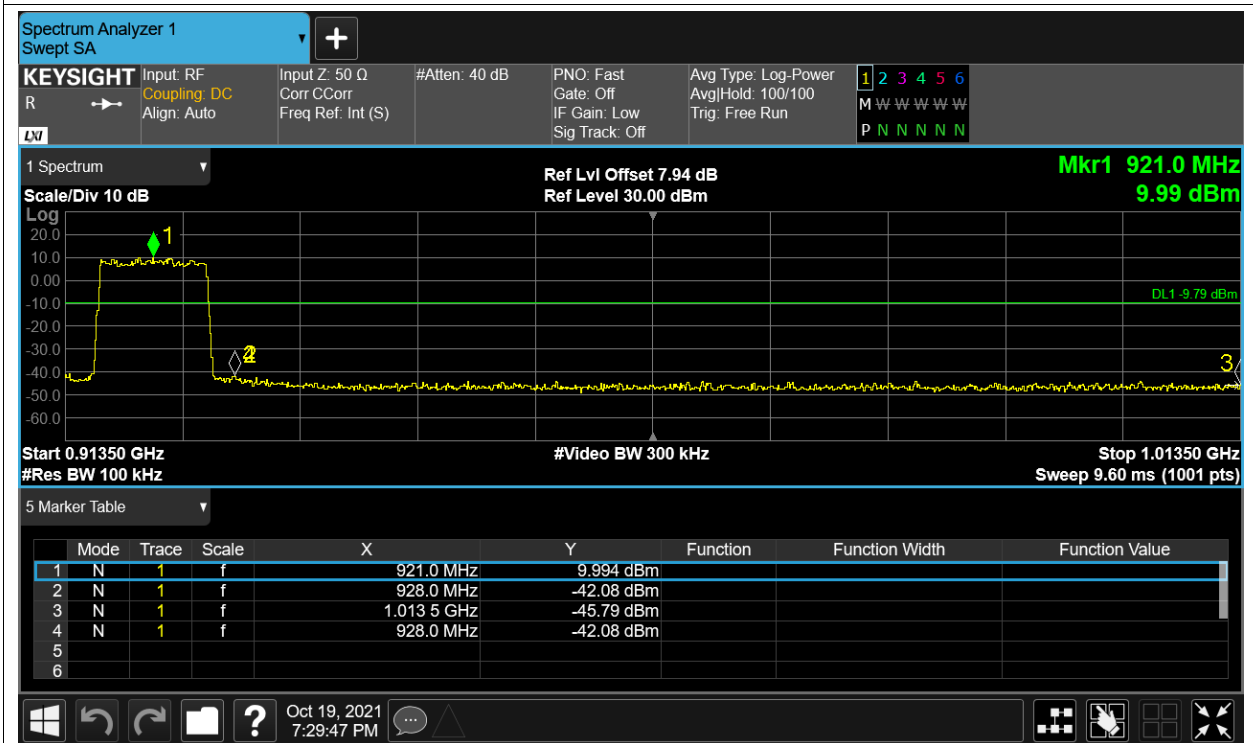 Spectrum Analyzer 1
Swept SA
KEYSIGHT Input: RF Input Z: 50 Ω #Atten: 40 dB PNO: Fast Avg Type: Log-Power 1 2 3 4 5 6
R Coupling: DC Corr CCorr Gate: Off Avg|Hold: 100/100 M W W W W W
Align: Auto Freq Ref: Int (S) IF Gain: Low Trig: Free Run
LXI Sig Track: Off P N N N N N
1 Spectrum Ref Lvl Offset 7.94 dB Mkr1 921.0 MHz
Scale/Div 10 dB Ref Level 30.00 dBm 9.99 dBm
Log
20.0 1
10.0
0.00
-10.0 DL1 -9.79 dBm
-20.0
-30.0
-40.0 3
-50.0
-60.0
Start 0.91350 GHz #Video BW 300 kHz Stop 1.01350 GHz
#Res BW 100 kHz Sweep 9.60 ms (1001 pts)
5 Marker Table
Mode Trace Scale X Y Function Function Width Function Value
1 N 1 f 921.0 MHz 9.994 dBm
2 N 1 f 928.0 MHz -42.08 dBm
3 N 1 f 1.013 5 GHz -45.79 dBm
4 N 1 f 928.0 MHz -42.08 dBm
5
6
? Oct 19, 2021
7:29:47 PM